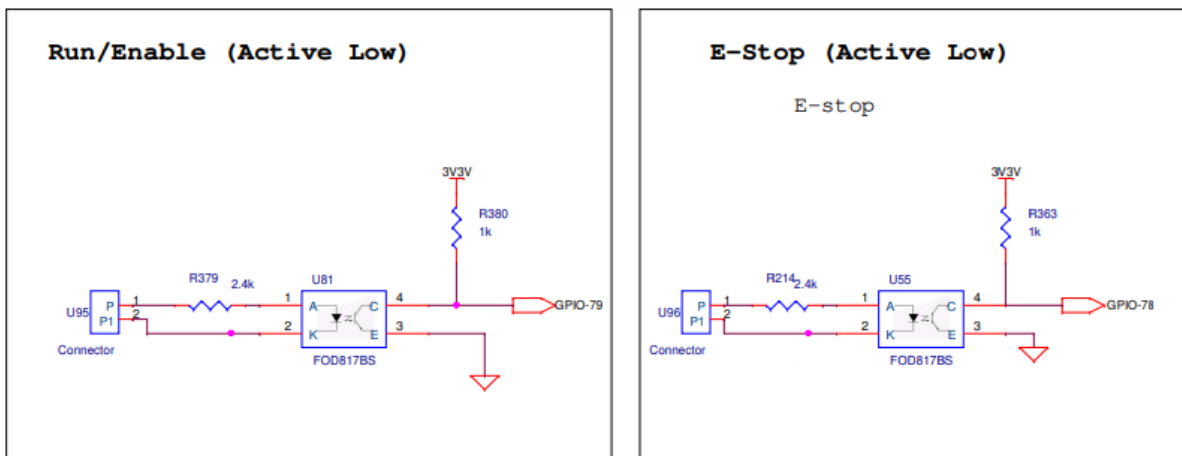 Run/Enable (Active Low)
3V3V
R380
1k
R379
2.4k
U81
U95
P
P1
1
2
1
2
A
K
C
E
4
3
GPIO-79
Connector
FOD817BS
E-Stop (Active Low)
E-stop
3V3V
R363
1k
R214
2.4k
U55
U96
P
P1
1
2
1
2
A
K
C
E
4
3
GPIO-78
Connector
FOD817BS